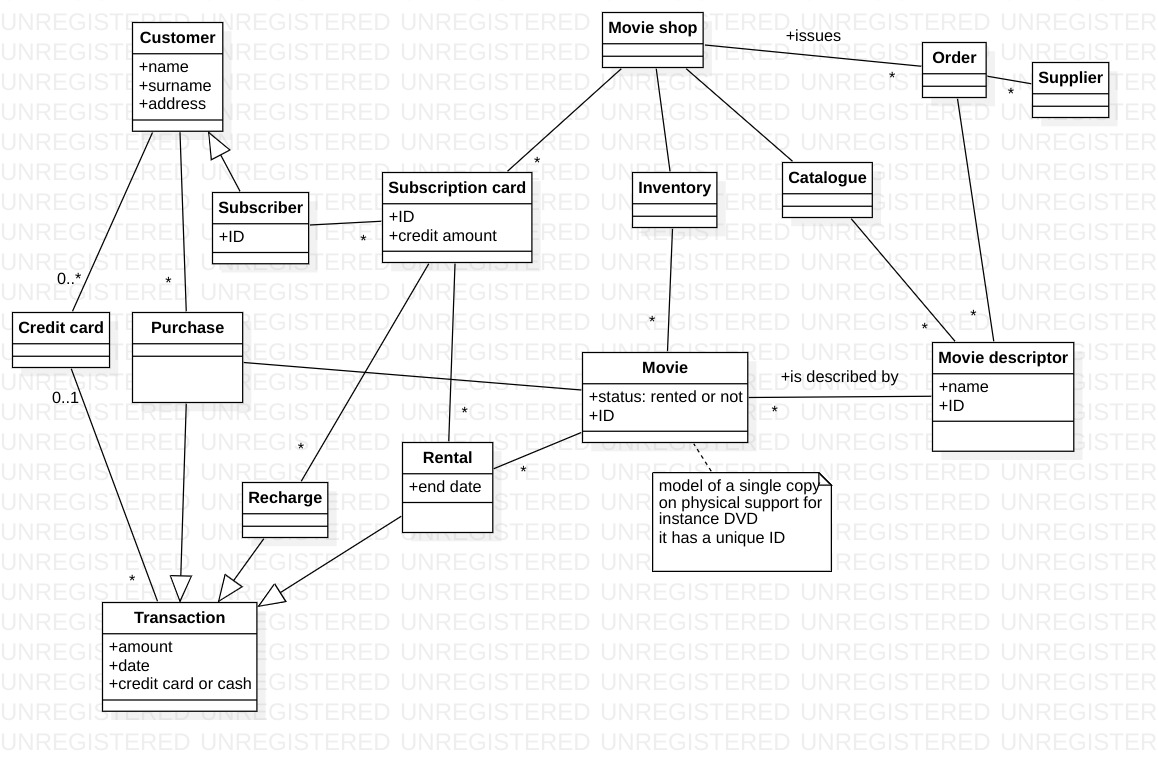 Customer
+name
+surname
+address
Movie shop
+issues
*
Order
*
Supplier
*
Subscriber
+ID
*
Subscription card
+ID
+credit amount
Inventory
Catalogue
0..*
*
Credit card
Purchase
*
*
*
Movie
+status: rented or not
+ID
+is described by
*
Movie descriptor
+name
+ID
0..1
*
*
Rental
+end date
*
Recharge
model of a single copy
on physical support for
instance DVD
it has a unique ID
*
Transaction
+amount
+date
+credit card or cash
UNREGISTERED UNREGISTERED UNREGISTERED UNREGISTERED UNREGISTERED UNREGISTERED